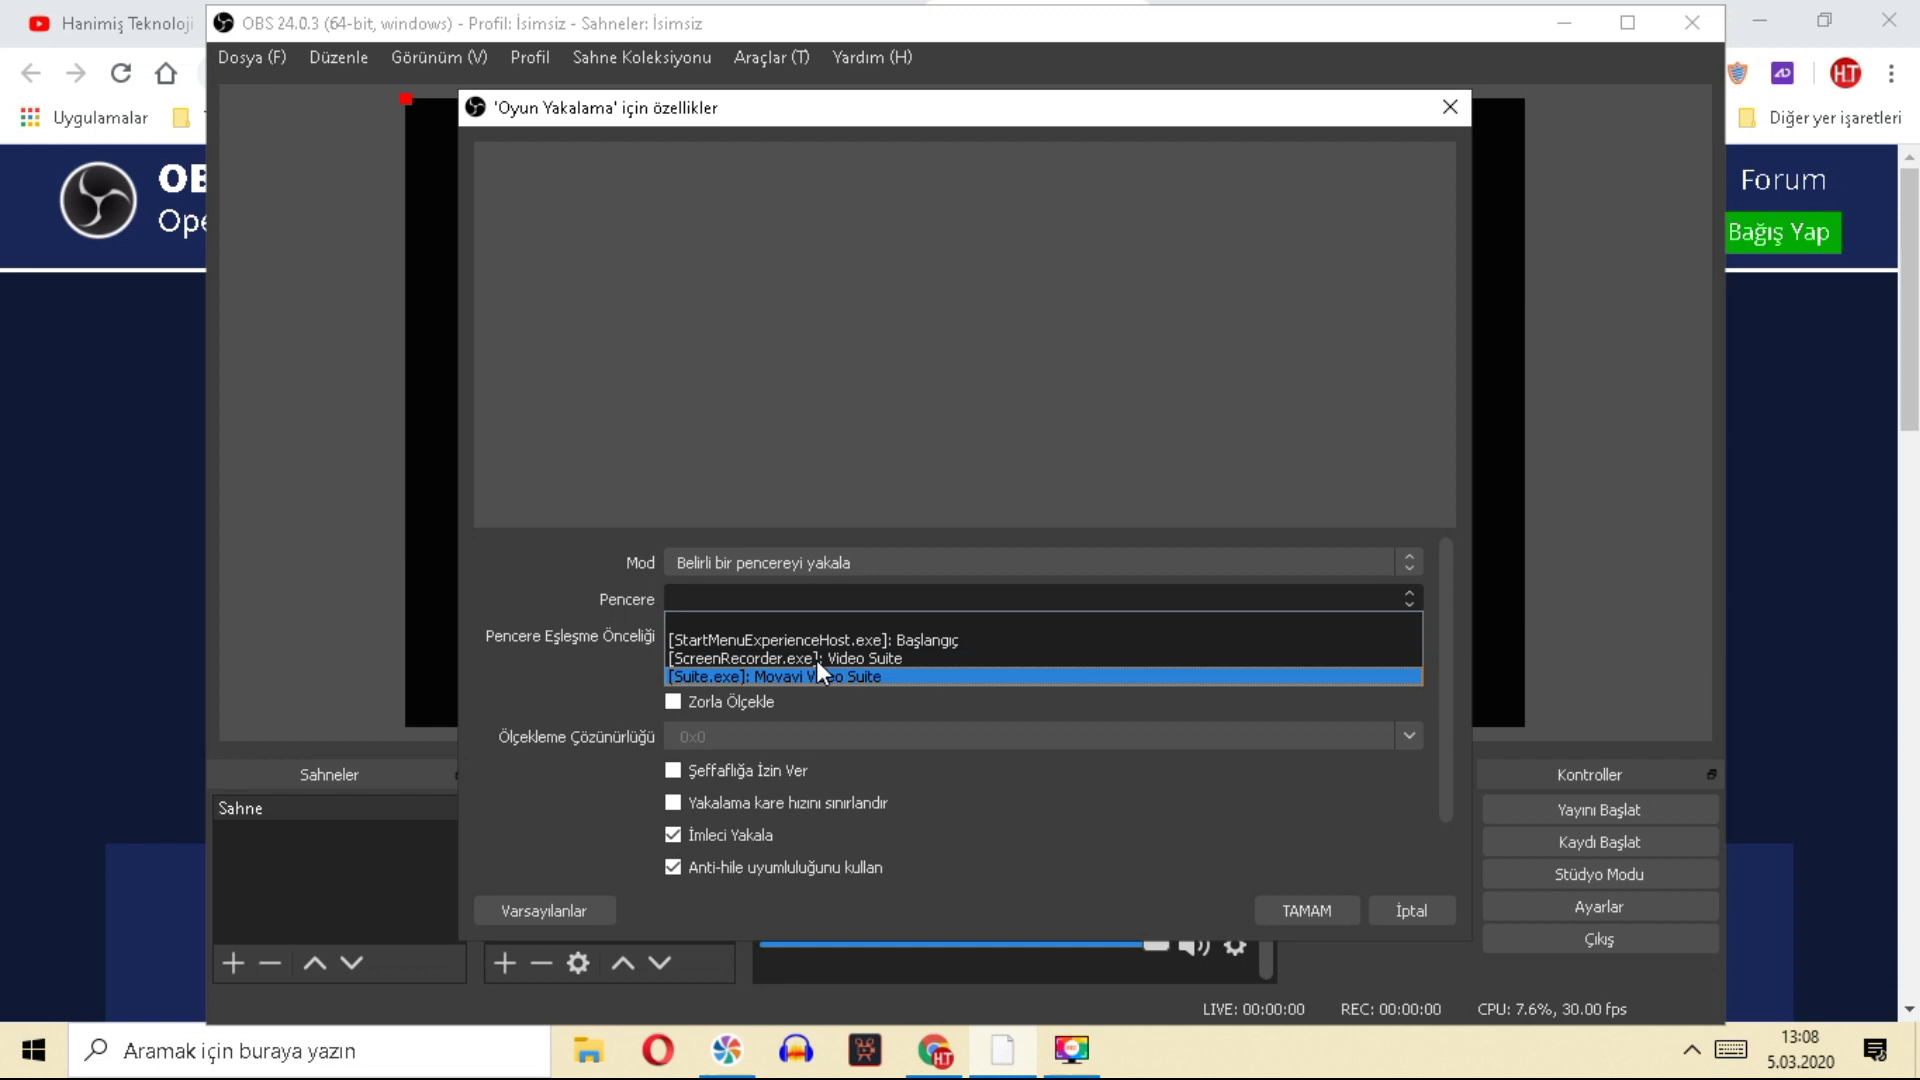 Hanimiş Teknoloji
OBS 24.0.3 (64-bit, windows) - Profil: İsimsiz - Sahneler: İsimsiz
Dosya (F) Düzenle Görünüm (V) Profil Sahne Koleksiyonu Araçlar (T) Yardım (H)
HT
Uygulamalar
Diğer yer işaretleri
'Oyun Yakalama' için özellikler
Forum
Bağış Yap
Mod Belirli bir pencereyi yakala
Pencere
Pencere Eşleşme Önceliği
[StartMenuExperienceHost.exe]: Başlangıç
[ScreenRecorder.exe]: Video Suite
[Suite.exe]: Movavi Video Suite
Zorla Ölçekle
Ölçekleme Çözünürlüğü 0x0
Şeffaflığa İzin Ver
Yakalama kare hızını sınırlandır
İmleci Yakala
Anti-hile uyumluluğunu kullan
Varsayılanlar TAMAM İptal
Sahneler
Sahne
Kontroller
Yayını Başlat
Kaydı Başlat
Stüdyo Modu
Ayarlar
Çıkış
LIVE: 00:00:00 REC: 00:00:00 CPU: 7.6%, 30.00 fps
Aramak için buraya yazın
13:08
5.03.2020